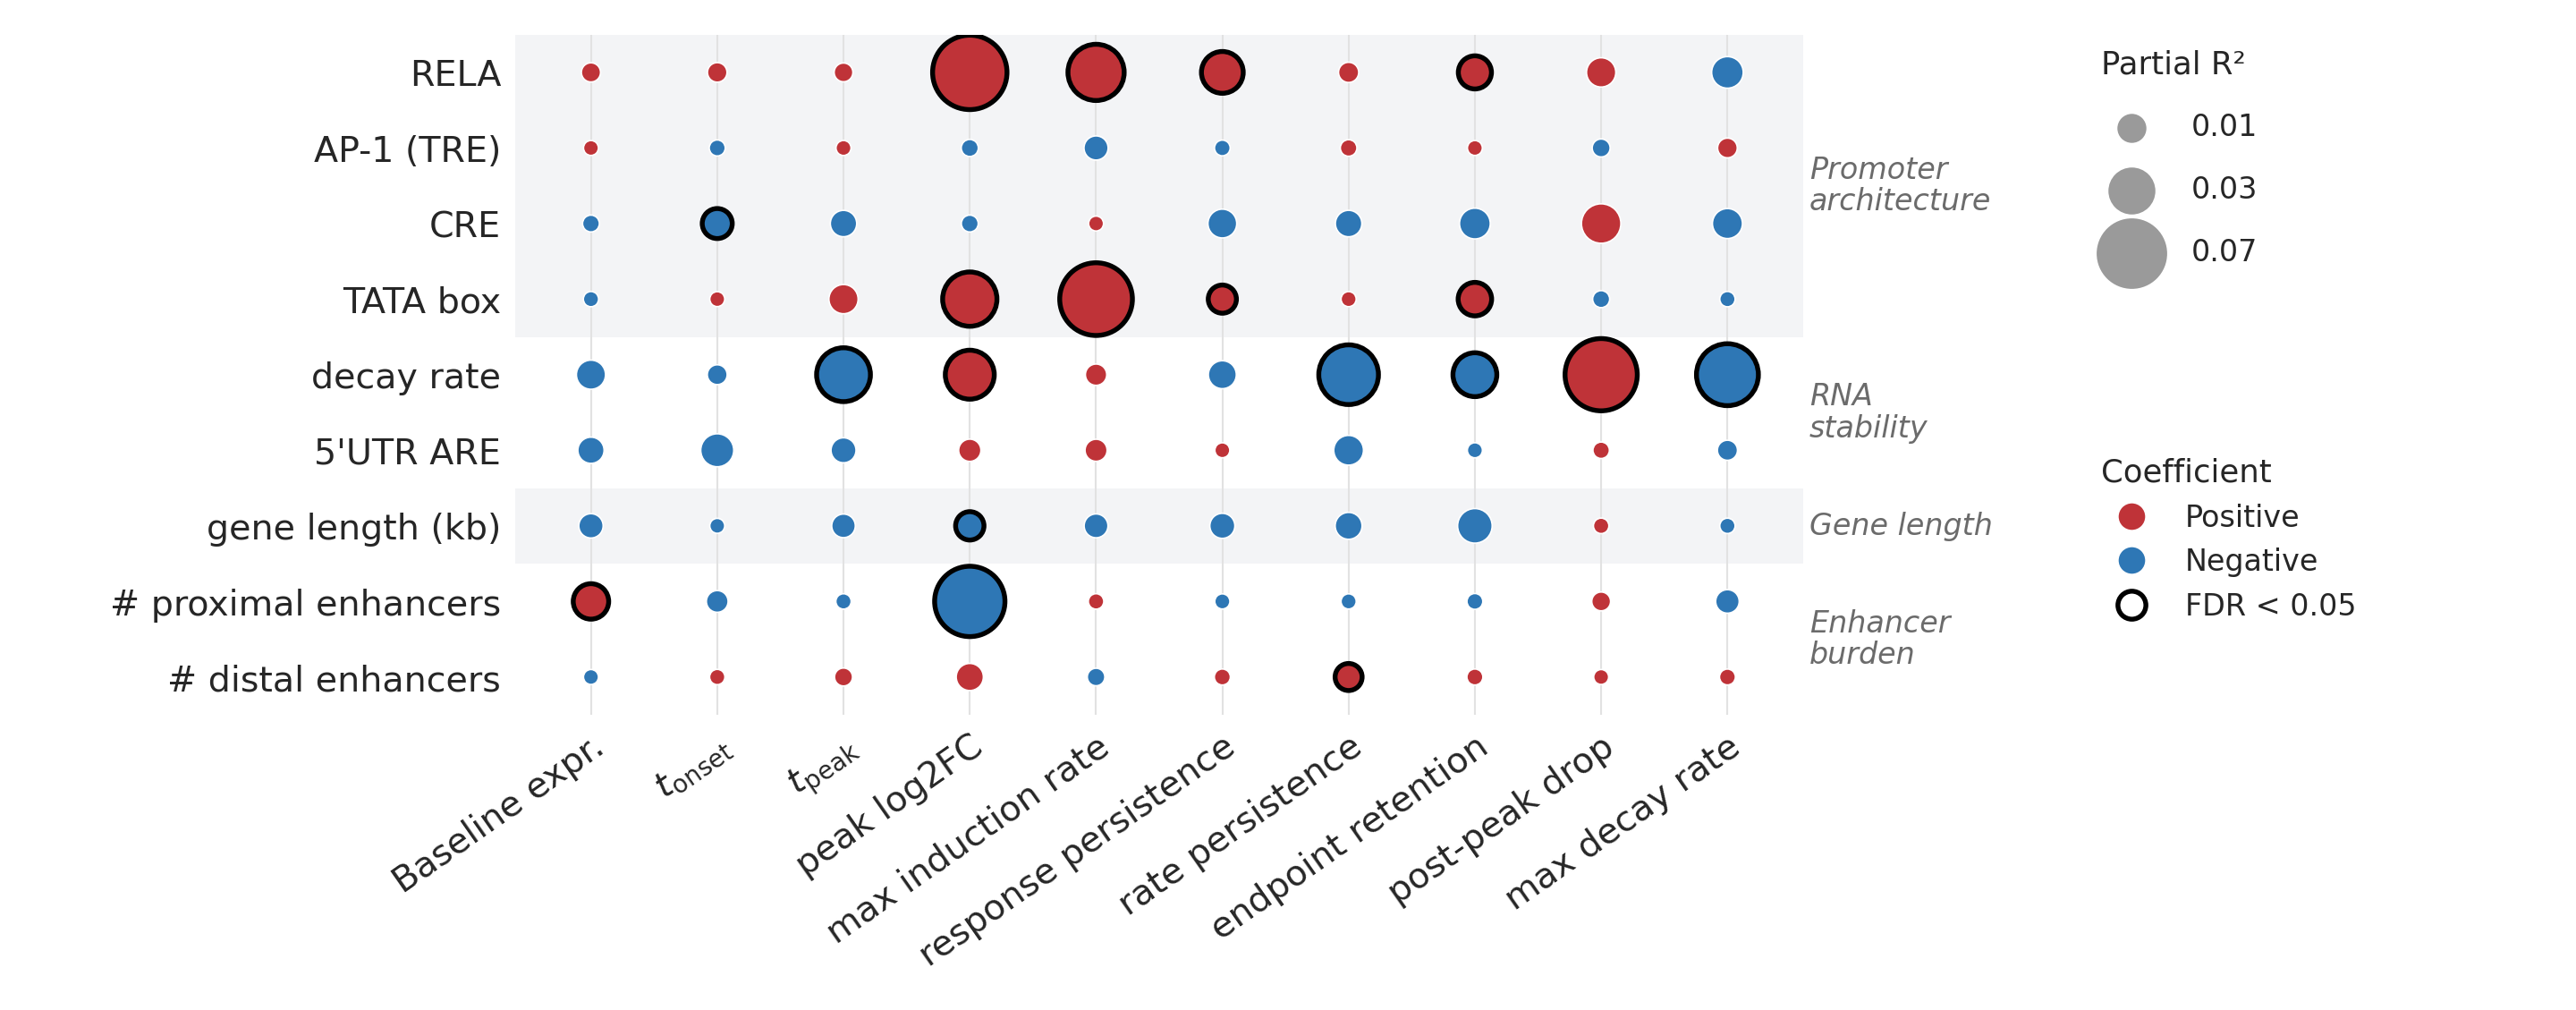 RELA
AP-1 (TRE)
CRE
TATA box
decay rate
5'UTR ARE
gene length (kb)
# proximal enhancers
# distal enhancers
Promoter
architecture
RNA
stability
Gene length
Enhancer
burden
Baseline expr.
t_onset
t_peak
peak log2FC
max induction rate
response persistence
rate persistence
endpoint retention
post-peak drop
max decay rate
Partial R²
0.01
0.03
0.07
Coefficient
Positive
Negative
FDR < 0.05